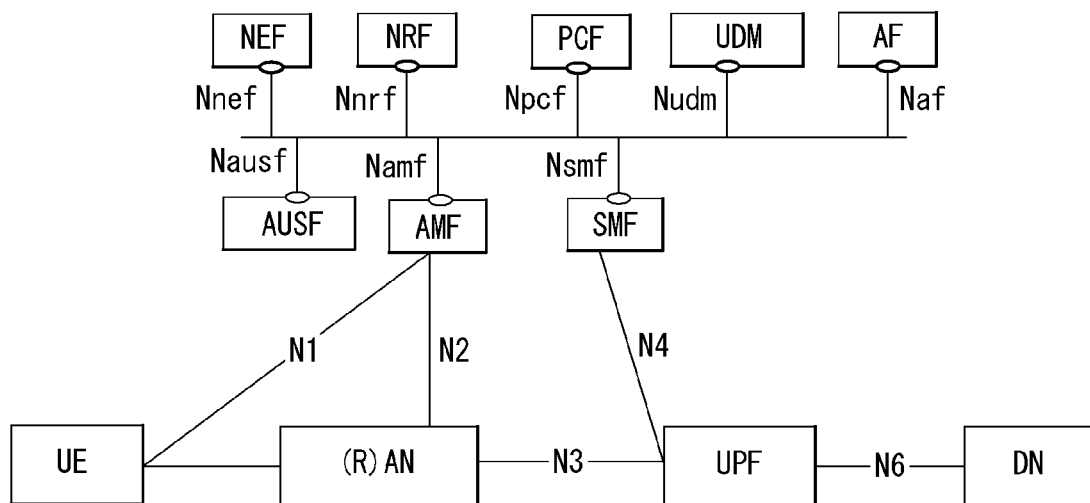 NEF NRF PCF UDM AF
Nnef Nnrf Npcf Nudm Naf
Nausf Namf Nsmf
AUSF AMF SMF
N1 N2 N4
UE (R)AN N3 UPF N6 DN